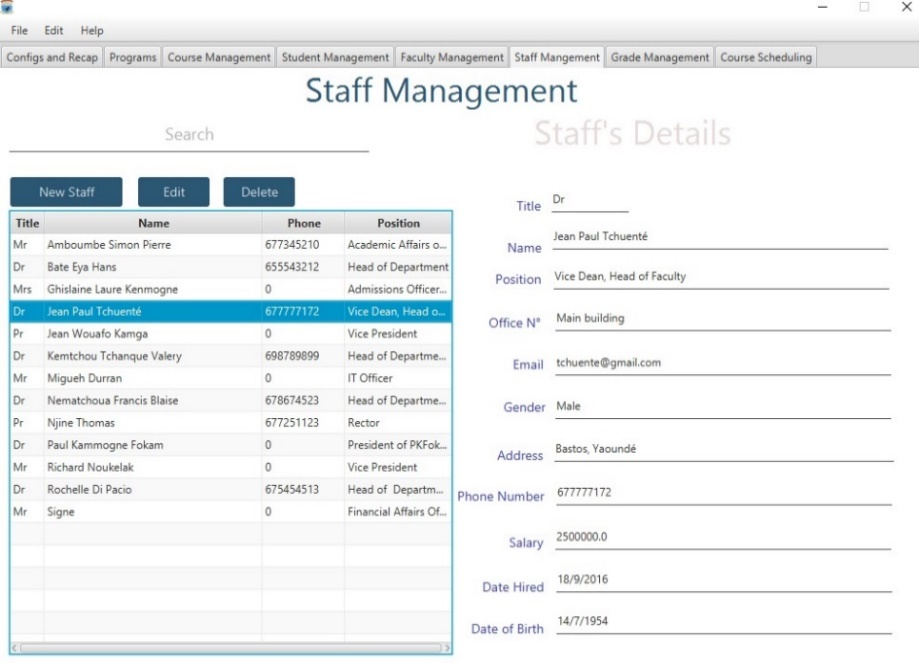 File Edit Help
Configs and Recap Programs Course Management Student Management Faculty Management Staff Mangement Grade Management Course Scheduling
Staff Management
Search
New Staff Edit Delete
Title Name Phone Position
Mr Amboumbe Simon Pierre 677345210 Academic Affairs o...
Dr Bate Eya Hans 655543212 Head of Department
Mrs Ghislaine Laure Kenmogne 0 Admissions Officer...
Dr Jean Paul Tchuenté 677777172 Vice Dean, Head o...
Pr Jean Wouafo Kamga 0 Vice President
Dr Kemtchou Tchanque Valery 698789899 Head of Departme...
Mr Migueh Durran 0 IT Officer
Dr Nematchoua Francis Blaise 678674523 Head of Departme...
Pr Njine Thomas 677251123 Rector
Dr Paul Kammogne Fokam 0 President of PKFok...
Mr Richard Noukelak 0 Vice President
Dr Rochelle Di Pacio 675454513 Head of Departm...
Mr Signe 0 Financial Affairs Of...
Staff's Details
Title Dr
Name Jean Paul Tchuenté
Position Vice Dean, Head of Faculty
Office N° Main building
Email tchuente@gmail.com
Gender Male
Address Bastos, Yaoundé
Phone Number 677777172
Salary 2500000.0
Date Hired 18/9/2016
Date of Birth 14/7/1954